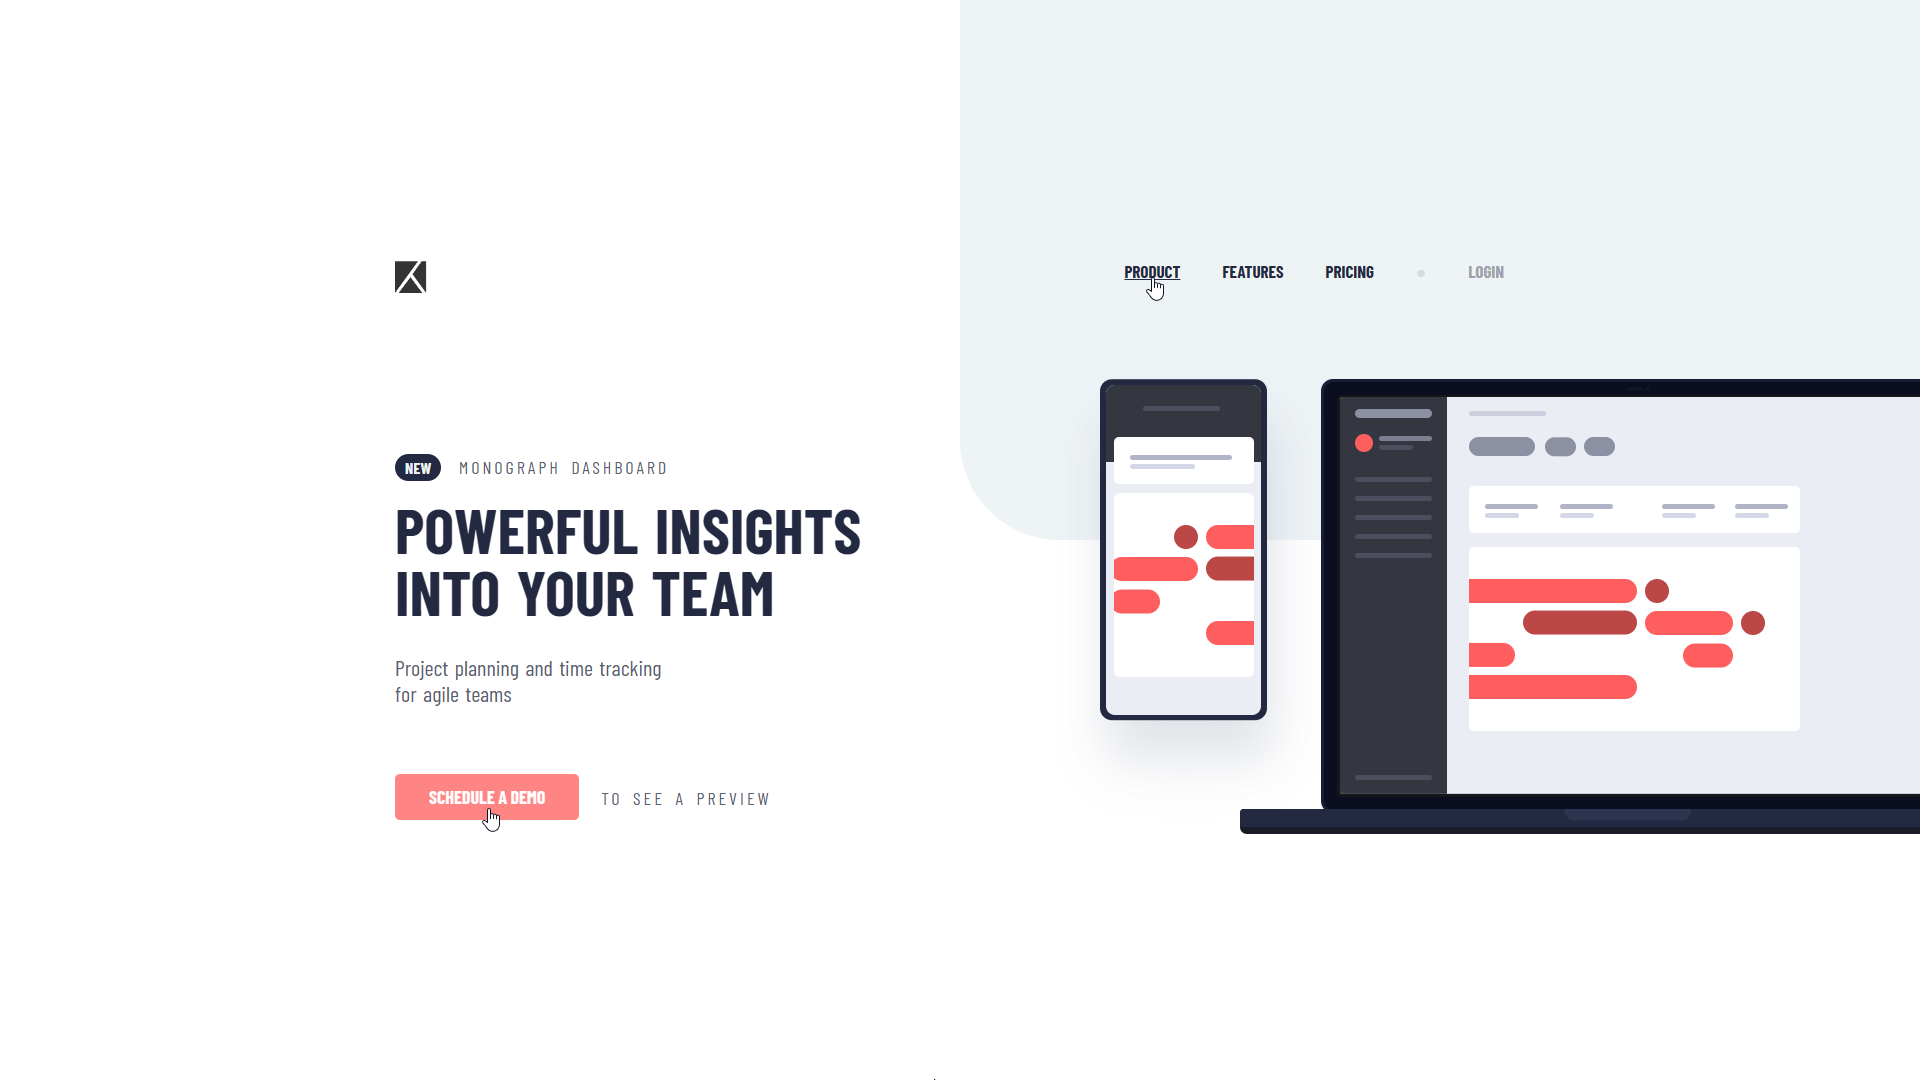 PRODUCT FEATURES PRICING LOGIN
NEW MONOGRAPH DASHBOARD
POWERFUL INSIGHTS
INTO YOUR TEAM
Project planning and time tracking
for agile teams
SCHEDULE A DEMO TO SEE A PREVIEW